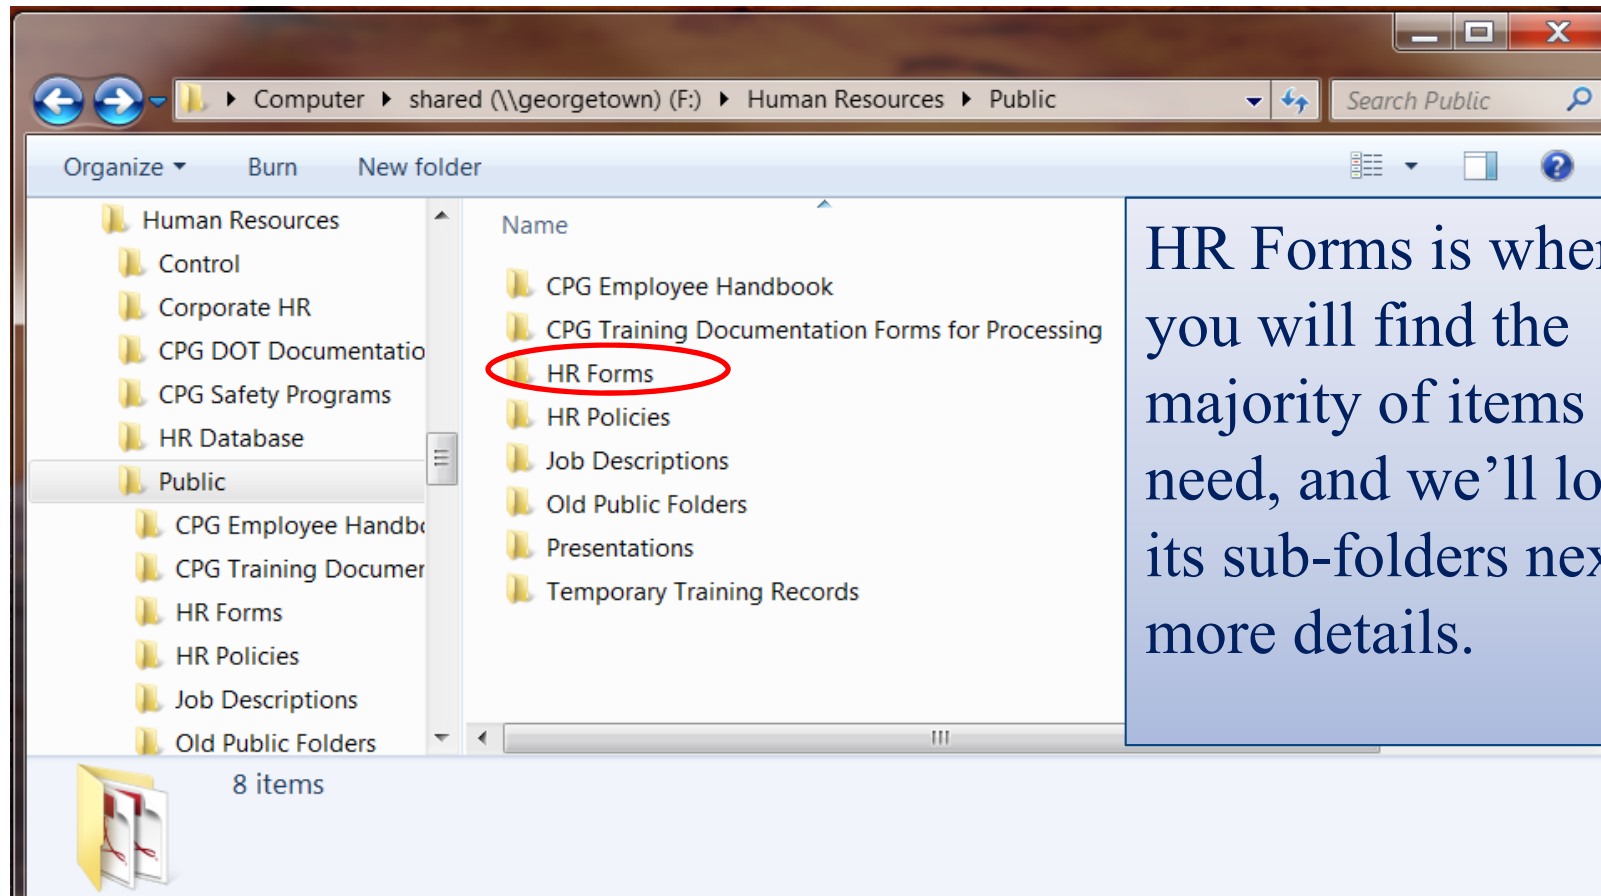 Computer shared (\\georgetown) (F:) Human Resources Public
Search Public
Organize Burn New folder
Human Resources
Control
Corporate HR
CPG DOT Documentatio
CPG Safety Programs
HR Database
Public
CPG Employee Handbo
CPG Training Documen
HR Forms
HR Policies
Job Descriptions
Old Public Folders
Name
CPG Employee Handbook
CPG Training Documentation Forms for Processing
HR Forms
HR Policies
Job Descriptions
Old Public Folders
Presentations
Temporary Training Records
HR Forms is wher
you will find the
majority of items
need, and we’ll lo
its sub-folders nex
more details.
8 items